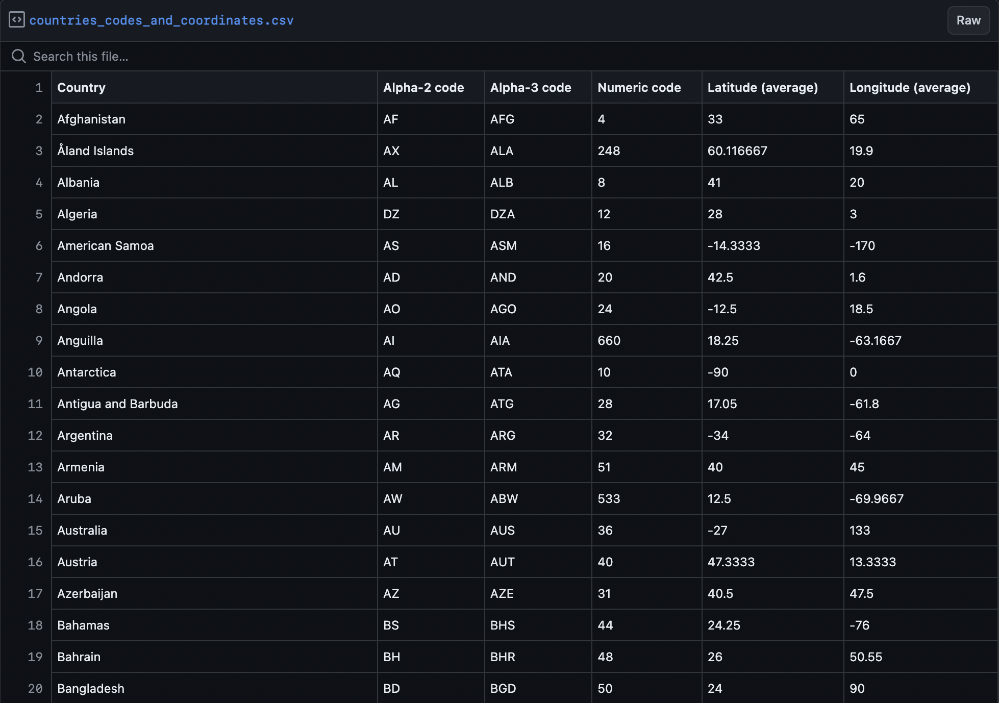 countries_codes_and_coordinates.csv Raw
Search this file...
1 Country Alpha-2 code Alpha-3 code Numeric code Latitude (average) Longitude (average)
2 Afghanistan AF AFG 4 33 65
3 Åland Islands AX ALA 248 60.116667 19.9
4 Albania AL ALB 8 41 20
5 Algeria DZ DZA 12 28 3
6 American Samoa AS ASM 16 -14.3333 -170
7 Andorra AD AND 20 42.5 1.6
8 Angola AO AGO 24 -12.5 18.5
9 Anguilla AI AIA 660 18.25 -63.1667
10 Antarctica AQ ATA 10 -90 0
11 Antigua and Barbuda AG ATG 28 17.05 -61.8
12 Argentina AR ARG 32 -34 -64
13 Armenia AM ARM 51 40 45
14 Aruba AW ABW 533 12.5 -69.9667
15 Australia AU AUS 36 -27 133
16 Austria AT AUT 40 47.3333 13.3333
17 Azerbaijan AZ AZE 31 40.5 47.5
18 Bahamas BS BHS 44 24.25 -76
19 Bahrain BH BHR 48 26 50.55
20 Bangladesh BD BGD 50 24 90